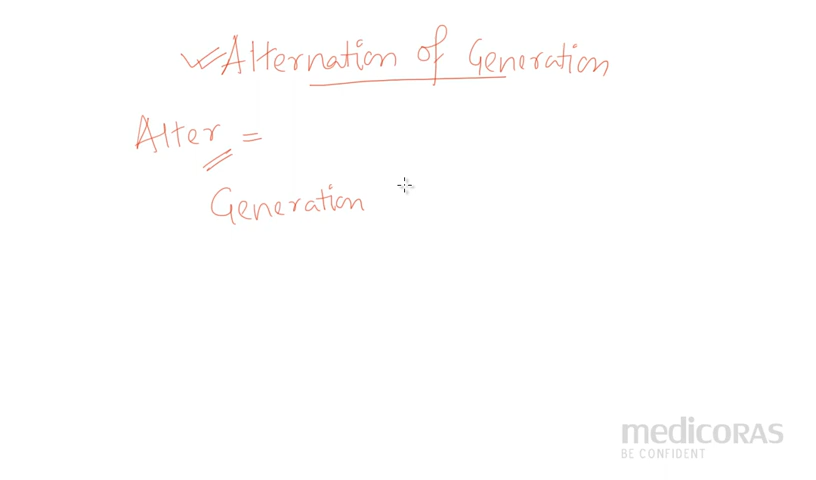 Alternation of Generation
Alter =
Generation
medicoRAS
BE CONFIDENT